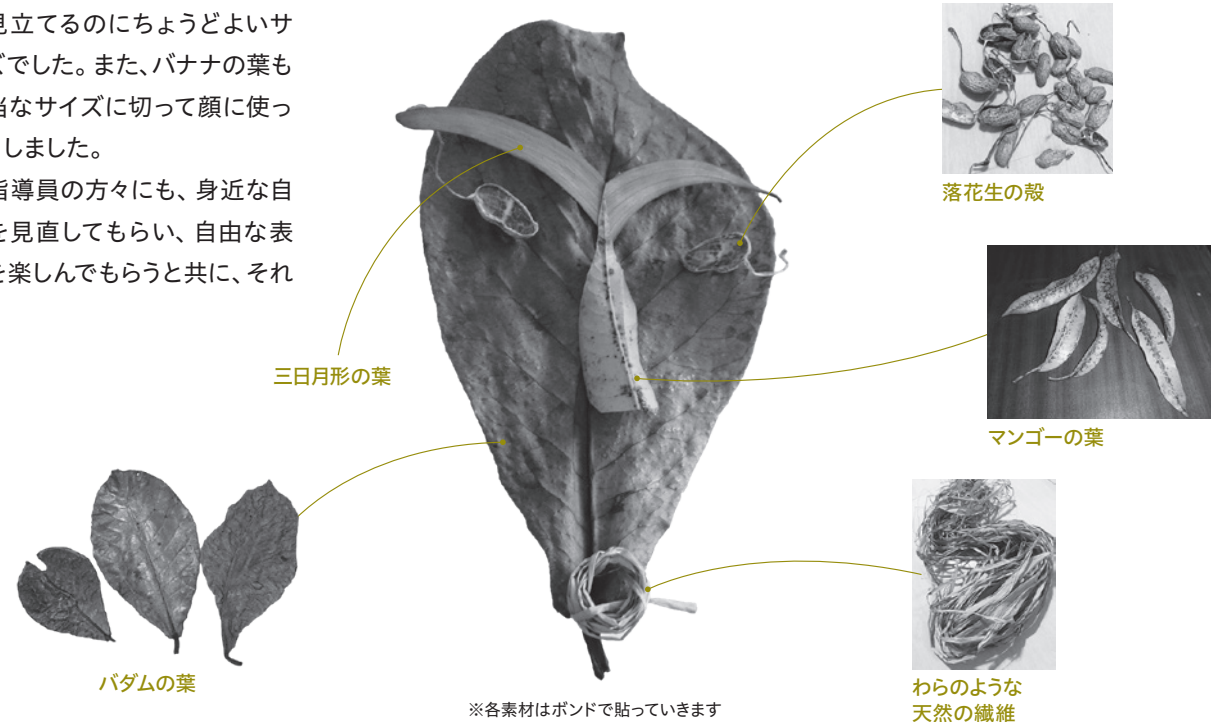 見立てるのにちょうどよいサ
ズでした。また、バナナの葉も
当なサイズに切って顔に使っ
しました。
指導員の方々にも、身近な自
を見直してもらい、自由な表
を楽しんでもらうと共に、それ
落花生の殻
三日月形の葉
マンゴーの葉
バダムの葉
わらのような
天然の繊維
※各素材はボンドで貼っていきます